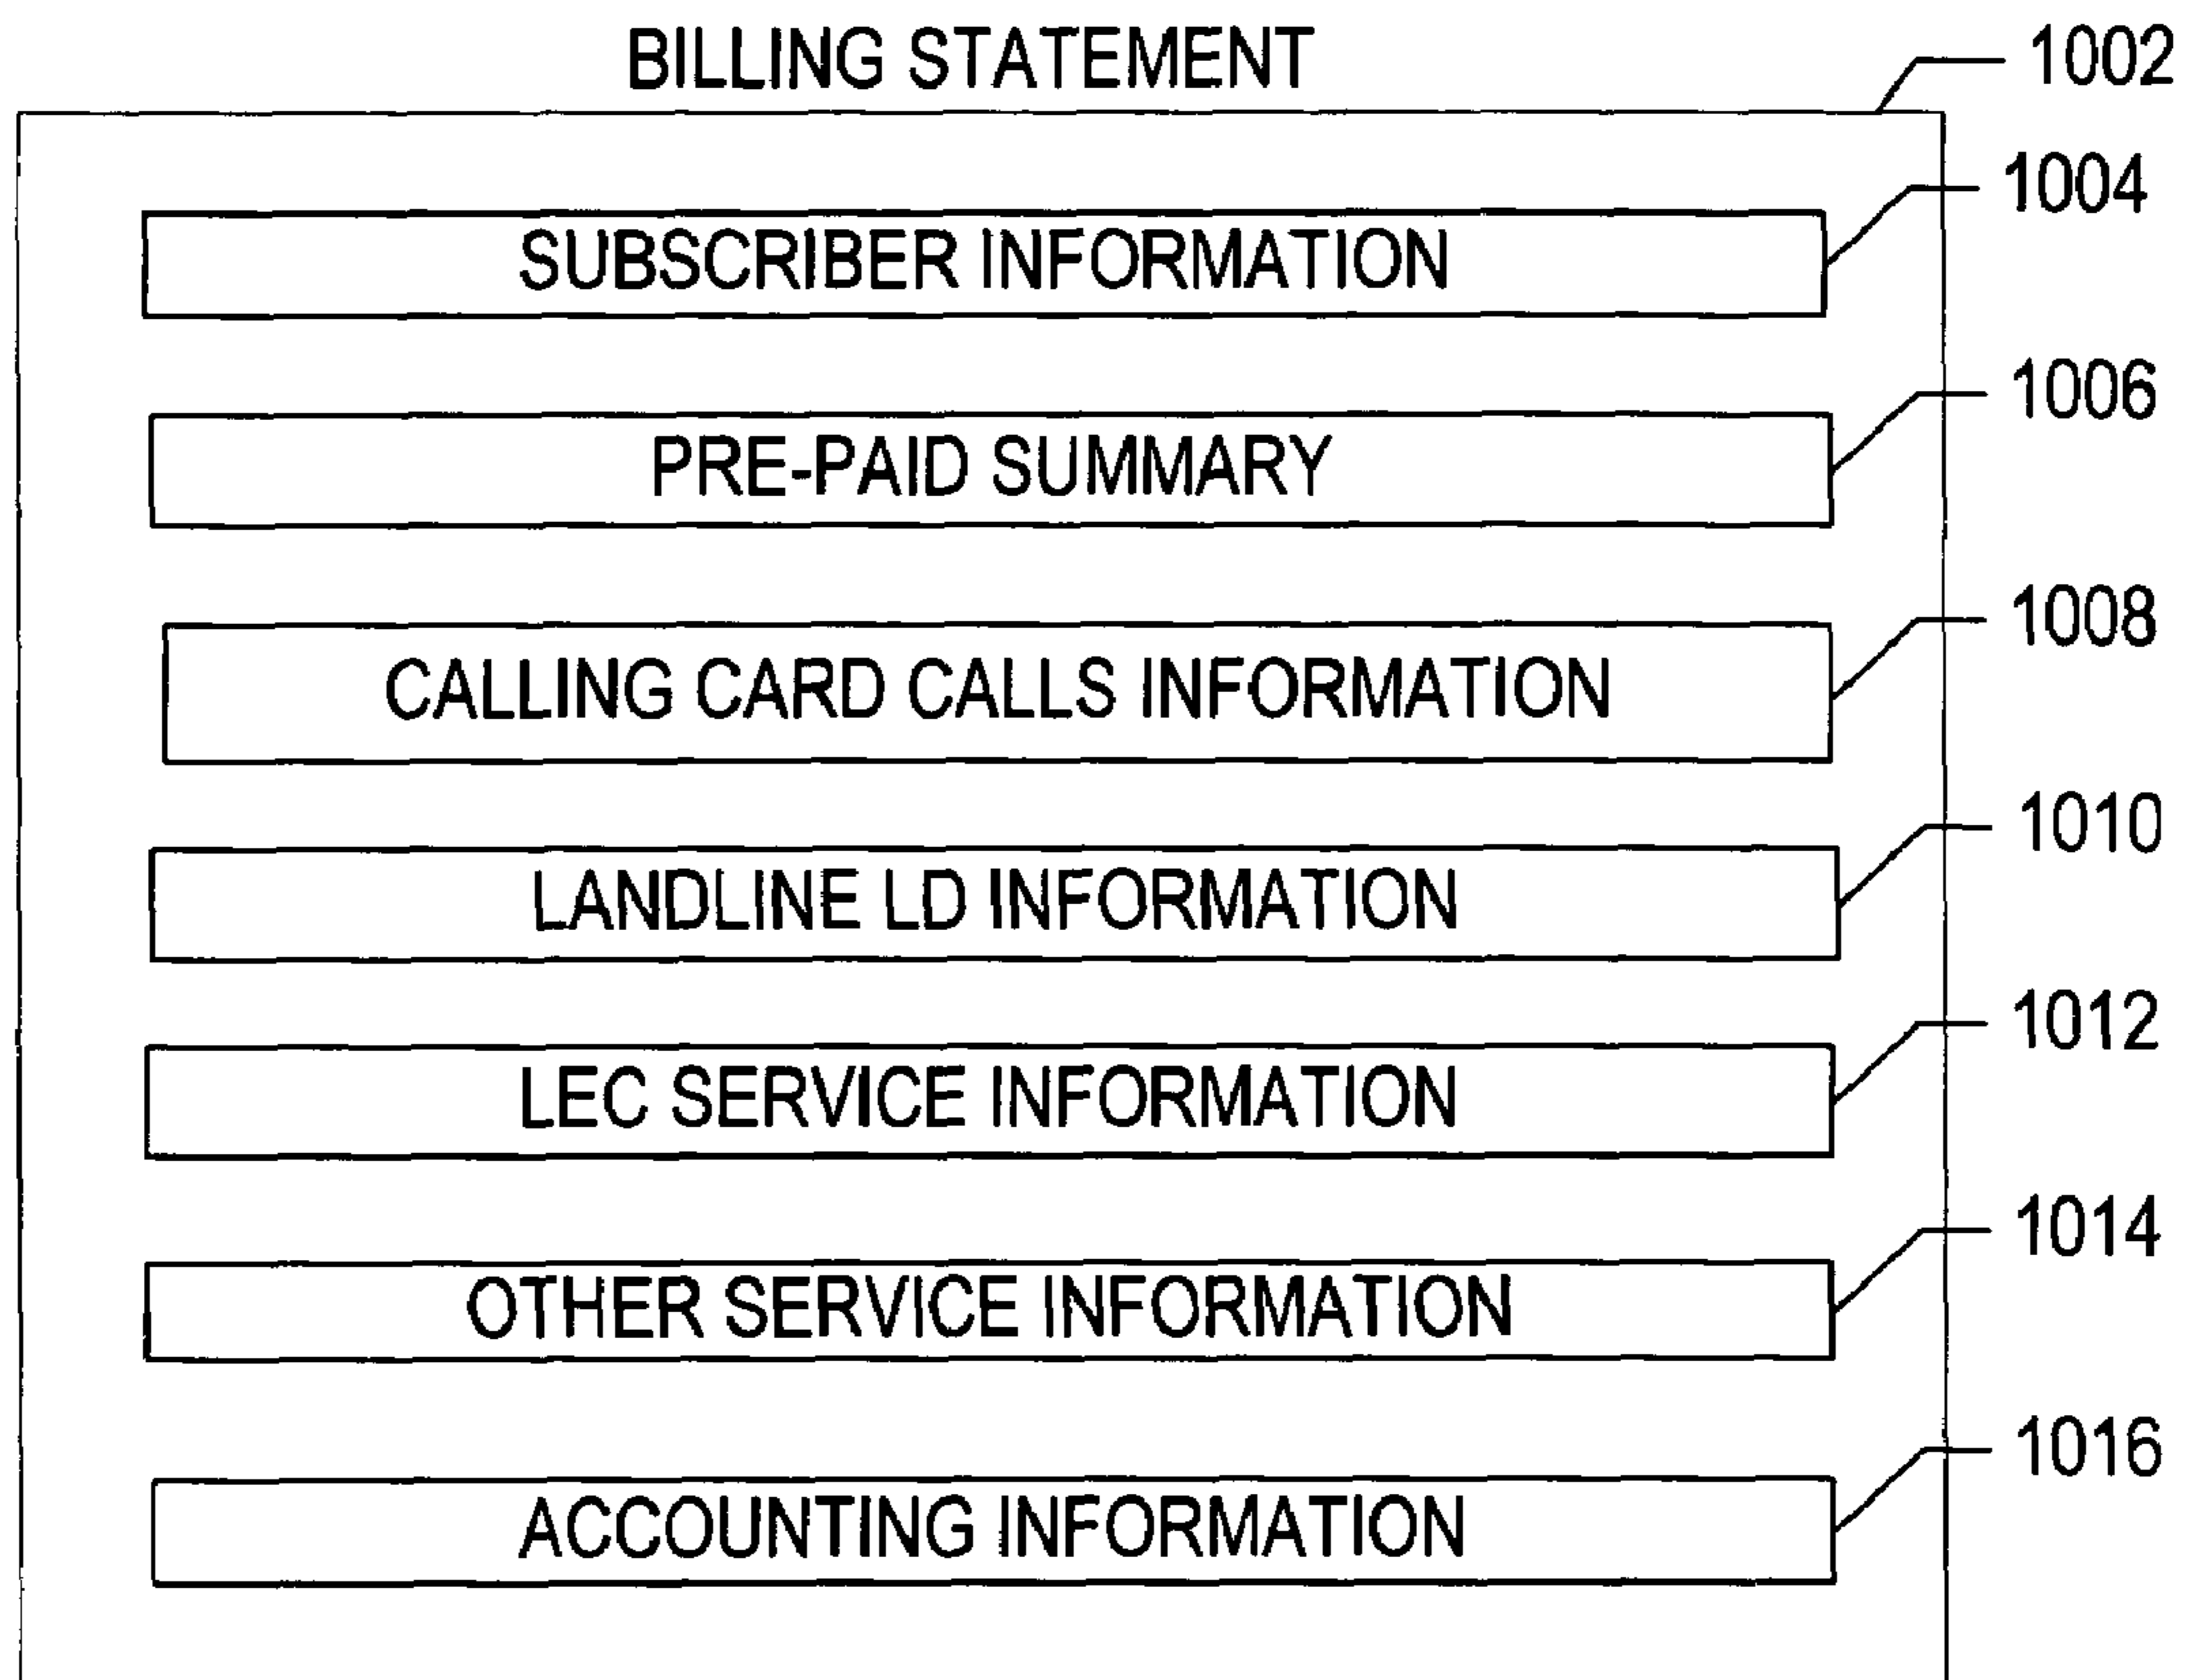 BILLING STATEMENT
1002
1004
SUBSCRIBER INFORMATION
1006
PRE-PAID SUMMARY
1008
CALLING CARD CALLS INFORMATION
1010
LANDLINE LD INFORMATION
1012
LEC SERVICE INFORMATION
1014
OTHER SERVICE INFORMATION
1016
ACCOUNTING INFORMATION